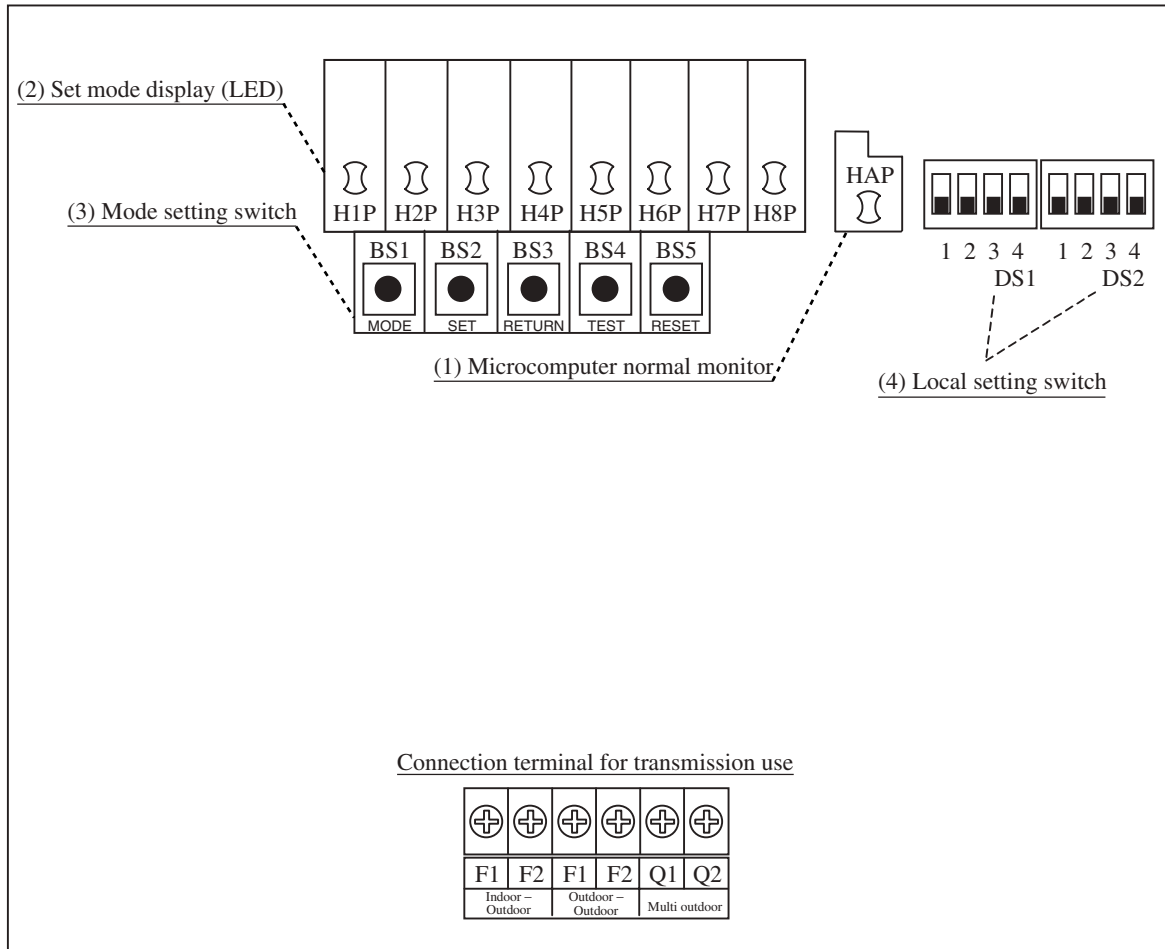 (2) Set mode display (LED)
H1P H2P H3P H4P H5P H6P H7P H8P
HAP
(3) Mode setting switch
BS1 BS2 BS3 BS4 BS5
MODE SET RETURN TEST RESET
1 2 3 4 1 2 3 4
DS1 DS2
(1) Microcomputer normal monitor
(4) Local setting switch
Connection terminal for transmission use
F1 F2 F1 F2 Q1 Q2
Indoor – Outdoor – Multi outdoor
Outdoor Outdoor